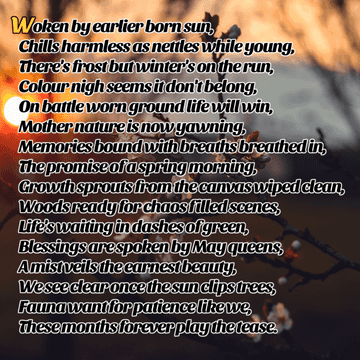 Woken by earlier born sun,
Chills harmless as nettles while young,
There's frost but winter's on the run,
Colour nigh seems it don't belong,
On battle worn ground life will win,
Mother nature is now yawning,
Memories bound with breaths breathed in,
The promise of a spring morning,
Growth sprouts from the canvas wiped clean,
Woods ready for chaos filled scenes,
Life's waiting in dashes of green,
Blessings are spoken by May queens,
A mist veils the earnest beauty,
We see clear once the sun clips trees,
Fauna want for patience like we,
These months forever play the tease.